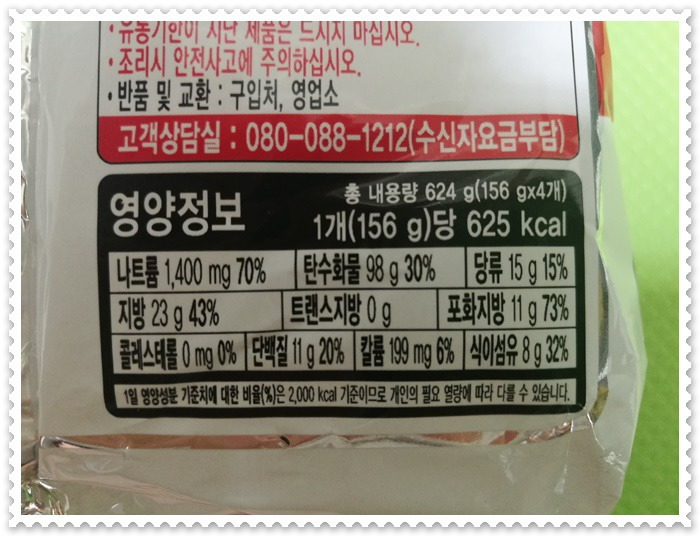 · 유통기한이 지난 제품은 드시지 마십시오.
· 조리시 안전사고에 주의하십시오.
· 반품 및 교환 : 구입처, 영업소
고객상담실 : 080-088-1212(수신자요금부담)
영양정보
총 내용량 624 g(156 gx4개)
1개(156 g)당 625 kcal
나트륨 1,400 mg 70% 탄수화물 98 g 30% 당류 15 g 15%
지방 23 g 43% 트랜스지방 0 g 포화지방 11 g 73%
콜레스테롤 0 mg 0% 단백질 11 g 20% 칼륨 199 mg 6% 식이섬유 8 g 32%
1일 영양성분 기준치에 대한 비율(%)은 2,000 kcal 기준이므로 개인의 필요 열량에 따라 다를 수 있습니다.